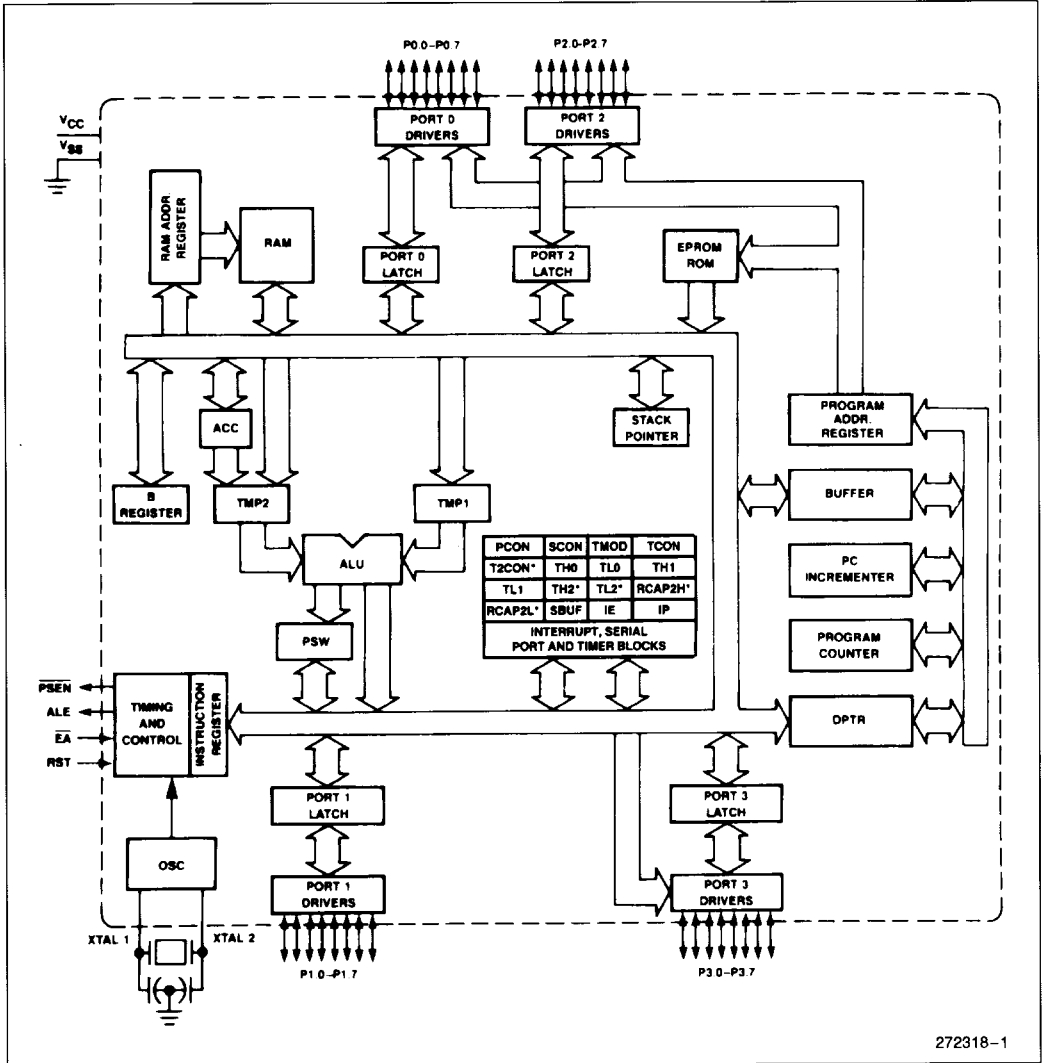 P0.0–P0.7
P2.0–P2.7
VCC
VSS
PORT 0
DRIVERS
PORT 2
DRIVERS
RAM ADDR.
REGISTER
RAM
PORT 0
LATCH
PORT 2
LATCH
EPROM
ROM
B
REGISTER
ACC
TMP2
TMP1
ALU
STACK
POINTER
PROGRAM
ADDR.
REGISTER
BUFFER
PC
INCREMENTER
PROGRAM
COUNTER
DPTR
PCON SCON TMOD TCON
T2CON* TH0 TL0 TH1
TL1 TH2* TL2* RCAP2H*
RCAP2L* SBUF IE IP
INTERRUPT, SERIAL
PORT AND TIMER BLOCKS
PSW
PSEN
ALE
EA
RST
TIMING
AND
CONTROL
INSTRUCTION
REGISTER
PORT 1
LATCH
PORT 3
LATCH
OSC
PORT 1
DRIVERS
PORT 3
DRIVERS
XTAL 1
XTAL 2
P1.0–P1.7
P3.0–P3.7
272318–1